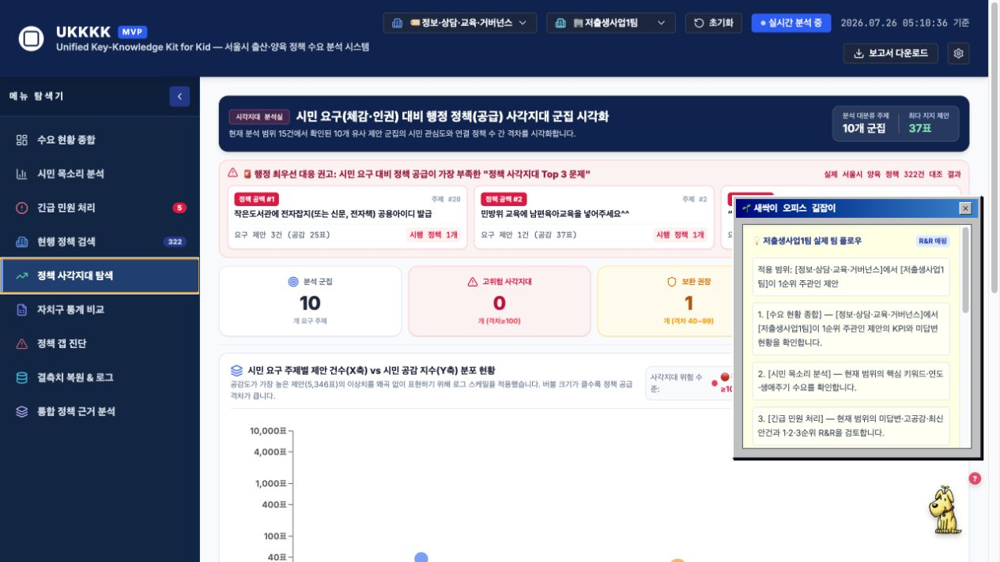 UKKKK MVP
Unified Key-Knowledge Kit for Kid — 서울시 출산·양육 정책 수요 분석 시스템
정보·상담·교육·거버넌스
저출생사업1팀
초기화
실시간 분석 중
2026.07.26 05:10:36 기준
보고서 다운로드
메뉴 탐색기
수요 현황 종합
시민 목소리 분석
긴급 민원 처리 5
현행 정책 검색 322
정책 사각지대 탐색
자치구 통계 비교
정책 갭 진단
결측치 복원 & 로그
통합 정책 근거 분석
사각지대 분석실 시민 요구(체감·인권) 대비 행정 정책(공급) 사각지대 군집 시각화
현재 분석 범위 15건에서 확인된 10개 유사 제안 군집의 시민 관심도와 연결 정책 수 간 격차를 시각화합니다.
분석 대분류 주제
10개 군집
최다 지지 제안
37표
행정 최우선 대응 권고: 시민 요구 대비 정책 공급이 가장 부족한 "정책 사각지대 Top 3 문제"
실제 서울시 양육 정책 322건 대조 결과
정책 공백 #1 주제 #20
작은도서관에 전자잡지(또는 신문, 전자책) 공용아이디 발급
요구 제안 3건 (공감 25표) 시행 정책 1개
정책 공백 #2 주제 #2
민방위 교육에 남편육아교육을 넣어주세요^^
요구 제안 1건 (공감 37표) 시행 정책 1개
분석 군집
10
개 요구 주제
고위험 사각지대
0
개 (격차≥100)
보완 권장
1
개 (격차 40~99)
시민 요구 주제별 제안 건수(X축) vs 시민 공감 지수(Y축) 분포 현황
공감도가 가장 높은 제안(5,346표)의 이상치를 왜곡 없이 표현하기 위해 로그 스케일을 적용했습니다. 버블 크기가 클수록 정책 공급
격차가 큽니다.
사각지대 위험 수
준:
10,000표
4,000표
1,000표
400표
100표
40표
새싹이 오피스 길잡이
저출생사업1팀 실제 팀 플로우 R&R 매핑
적용 범위: [정보·상담·교육·거버넌스]에서 [저출생사업1
팀]이 1순위 주관인 제안
1. [수요 현황 종합] — [정보·상담·교육·거버넌스]에서
[저출생사업1팀]이 1순위 주관인 제안의 KPI와 미답변
현황을 확인합니다.
2. [시민 목소리 분석] — 현재 범위의 핵심 키워드·연도
·생애주기 수요를 확인합니다.
3. [긴급 민원 처리] — 현재 범위의 미답변·고공감·최신
안건과 1·2·3순위 R&R을 검토합니다.
?